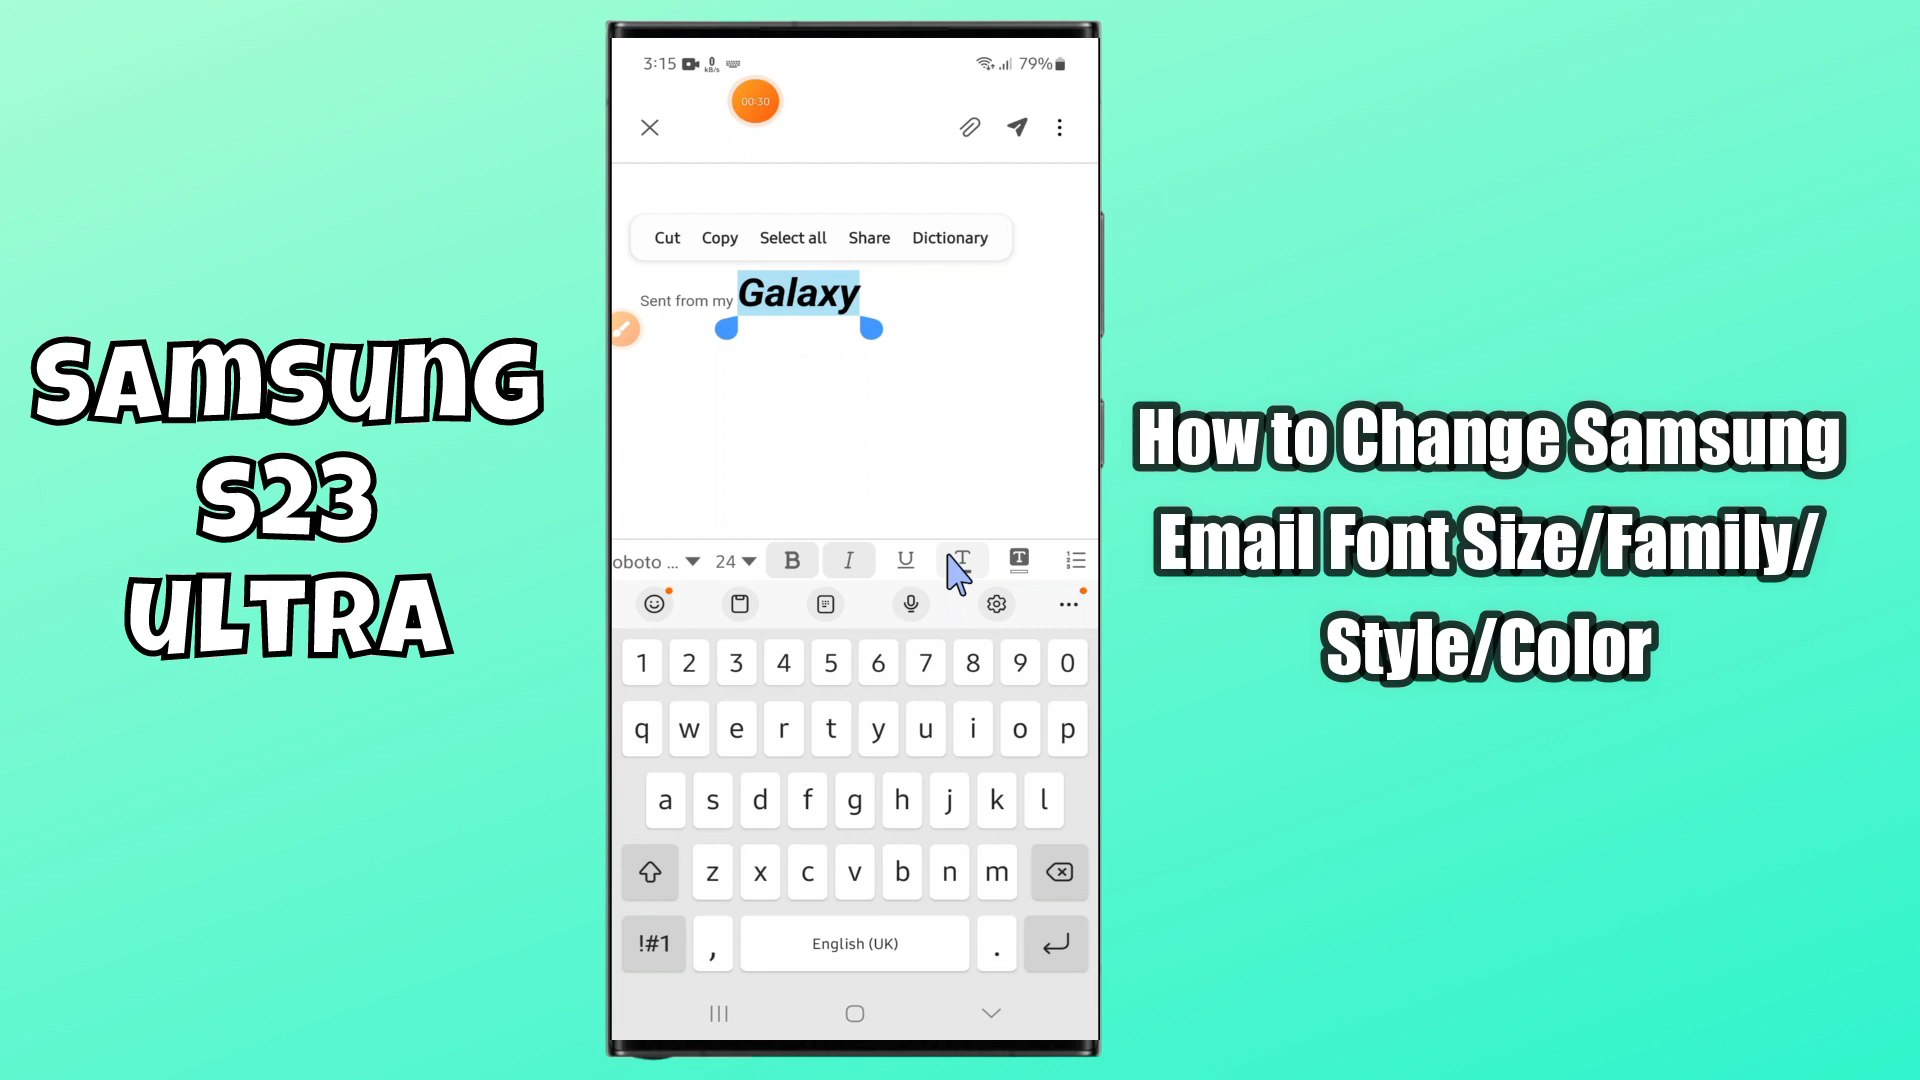 SAMSUNG
S23
ULTRA
3:15
0
kB/s
79%
00:30
Cut Copy Select all Share Dictionary
Sent from my Galaxy
oboto ... 24 B I U T T
1 2 3 4 5 6 7 8 9 0
q w e r t y u i o p
a s d f g h j k l
z x c v b n m
!#1 , English (UK) .
How to Change Samsung
Email Font Size/Family/
Style/Color